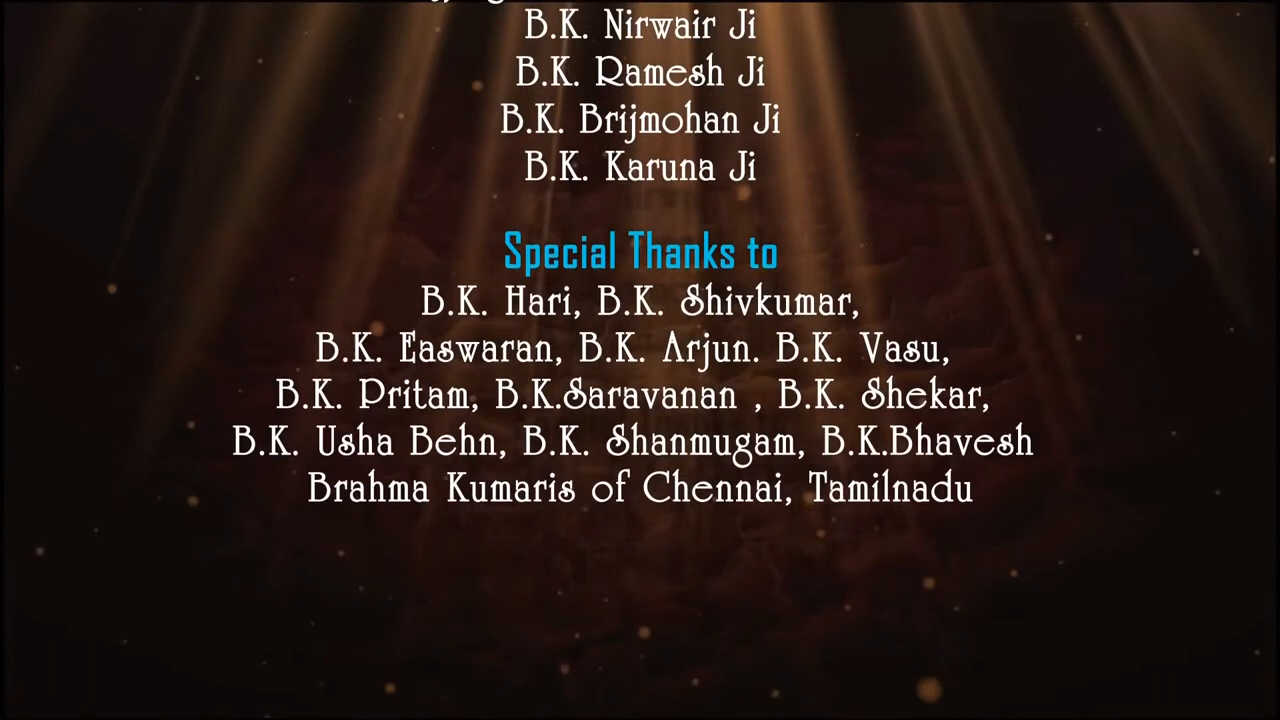 B.K. Nirwair Ji
B.K. Ramesh Ji
B.K. Brijmohan Ji
B.K. Karuna Ji
Special Thanks to
B.K. Hari, B.K. Shivkumar,
B.K. Easwaran, B.K. Arjun. B.K. Vasu,
B.K. Pritam, B.K.Saravanan , B.K. Shekar,
B.K. Usha Behn, B.K. Shanmugam, B.K.Bhavesh
Brahma Kumaris of Chennai, Tamilnadu